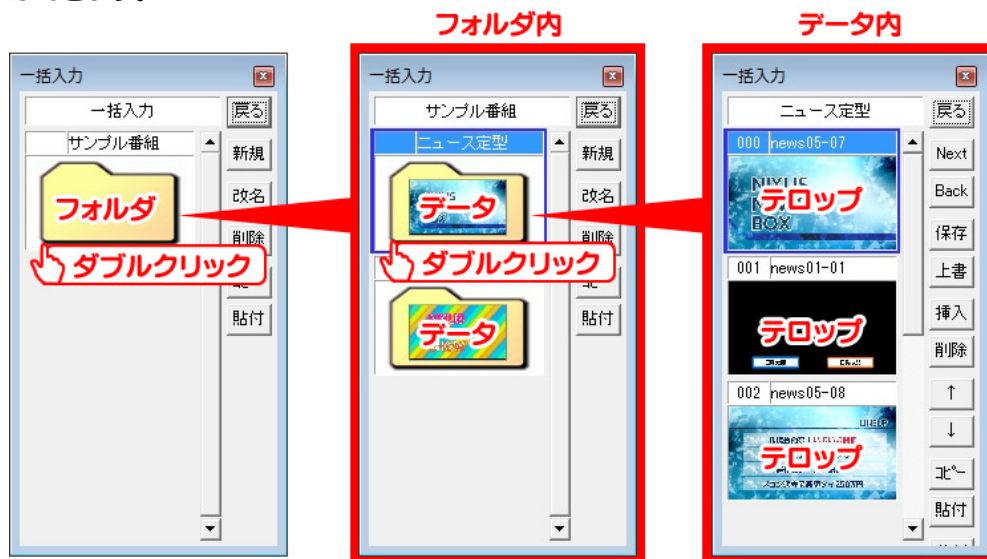 フォルダ内
データ内
一括入力
一括入力
戻る
サンプル番組
新規
フォルダ
改名
削除
ダブルクリック
貼付
一括入力
サンプル番組
戻る
ニュース定型
新規
データ
改名
削除
ダブルクリック
データ
貼付
一括入力
ニュース定型
戻る
000 news05-07
Next
NIXUS
テロップ
BOX
Back
保存
001 news01-01
上書
テロップ
挿入
削除
002 news05-08
↑
LINEUP
↓
テロップ
コピー
貼付